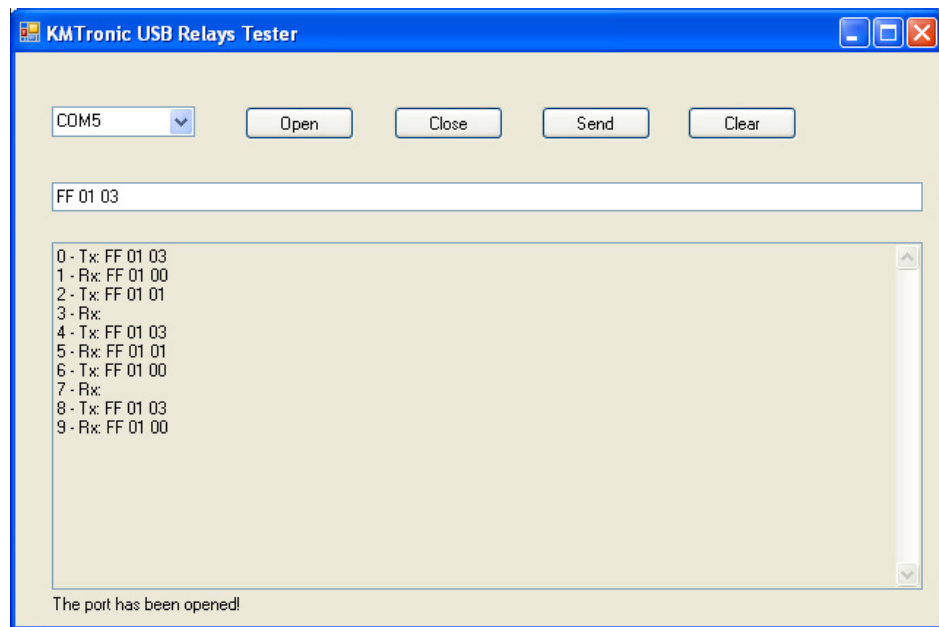 KMTronic USB Relays Tester
COM5 Open Close Send Clear
FF 01 03
0 - Tx: FF 01 03
1 - Rx: FF 01 00
2 - Tx: FF 01 01
3 - Rx:
4 - Tx: FF 01 03
5 - Rx: FF 01 01
6 - Tx: FF 01 00
7 - Rx:
8 - Tx: FF 01 03
9 - Rx: FF 01 00
The port has been opened!